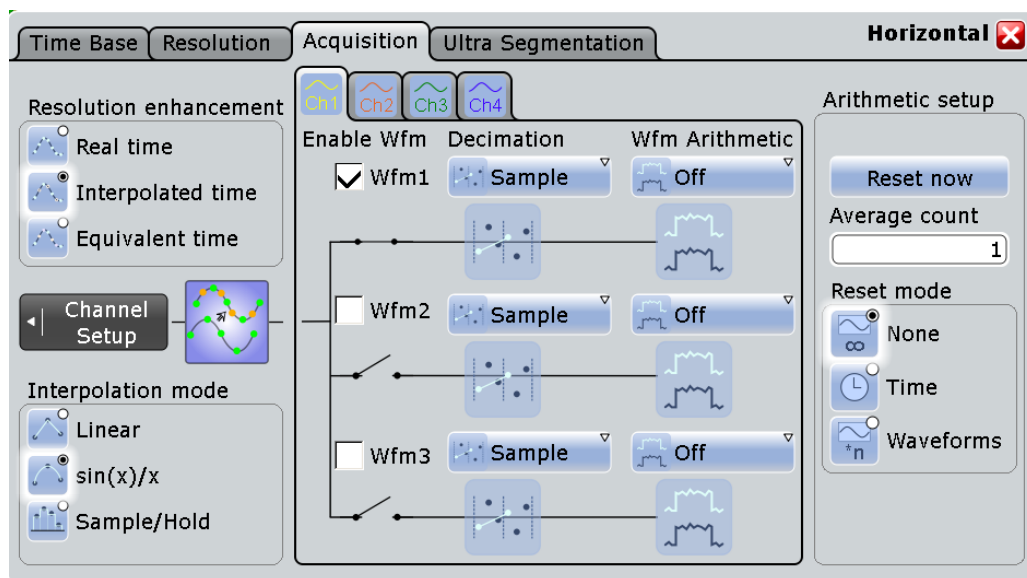 Time Base Resolution Acquisition Ultra Segmentation Horizontal
Resolution enhancement
Real time
Interpolated time
Equivalent time
Channel
Setup
Interpolation mode
Linear
sin(x)/x
Sample/Hold
Ch1 Ch2 Ch3 Ch4
Enable Wfm Decimation Wfm Arithmetic
Wfm1 Sample Off
Wfm2 Sample Off
Wfm3 Sample Off
Arithmetic setup
Reset now
Average count
1
Reset mode
∞ None
Time
*n Waveforms